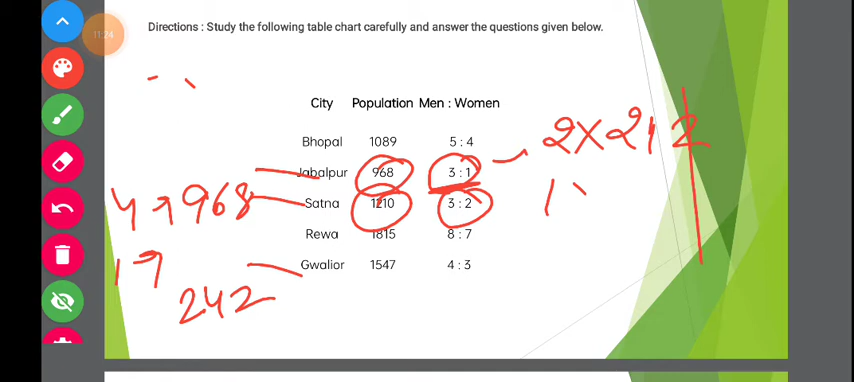 11:24
Directions : Study the following table chart carefully and answer the questions given below.
City Population Men : Women
Bhopal 1089 5 : 4
Jabalpur 968 3 : 1
Satna 1210 3 : 2
Rewa 1815 8 : 7
Gwalior 1547 4 : 3
2 X 212
4 → 968
1 →
242